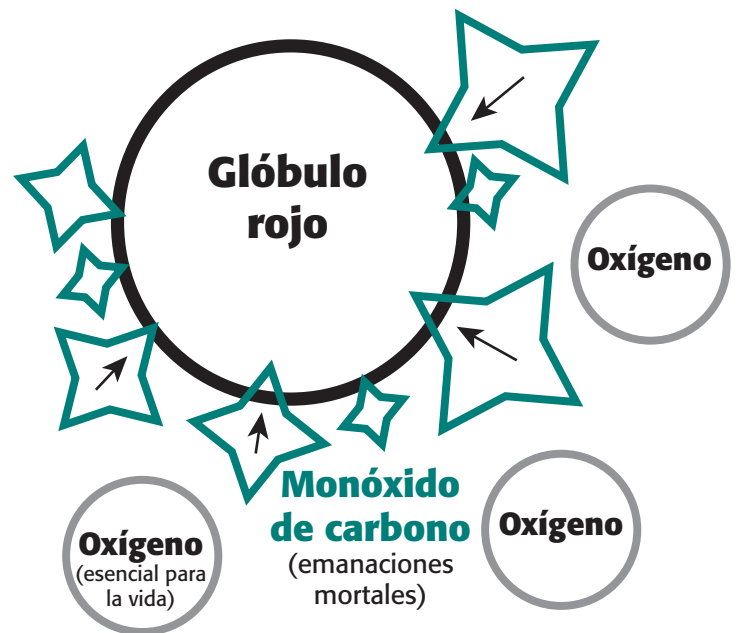 Glóbulo
rojo
Oxígeno
Monóxido
de carbono
(emanaciones
mortales)
Oxígeno
Oxígeno
(esencial para
la vida)